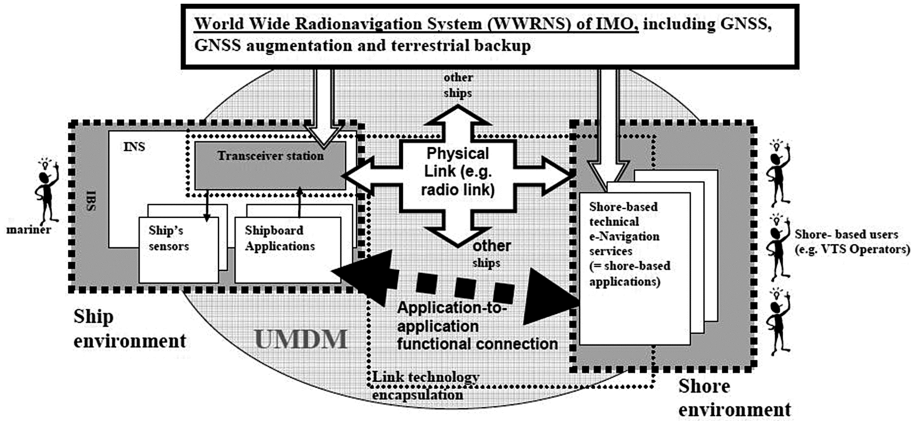 World Wide Radionavigation System (WWRNS) of IMO, including GNSS,
GNSS augmentation and terrestrial backup
other
ships
INS
Transceiver station
Physical
Link (e.g.
radio link)
IBS
mariner
Ship's
sensors
Shipboard
Applications
other
ships
Shore-based
technical
e-Navigation
services
(= shore-based
applications)
Shore- based users
(e.g. VTS Operators)
Ship
environment
UMDM
Application-to-
application
functional connection
Link technology
encapsulation
Shore
environment